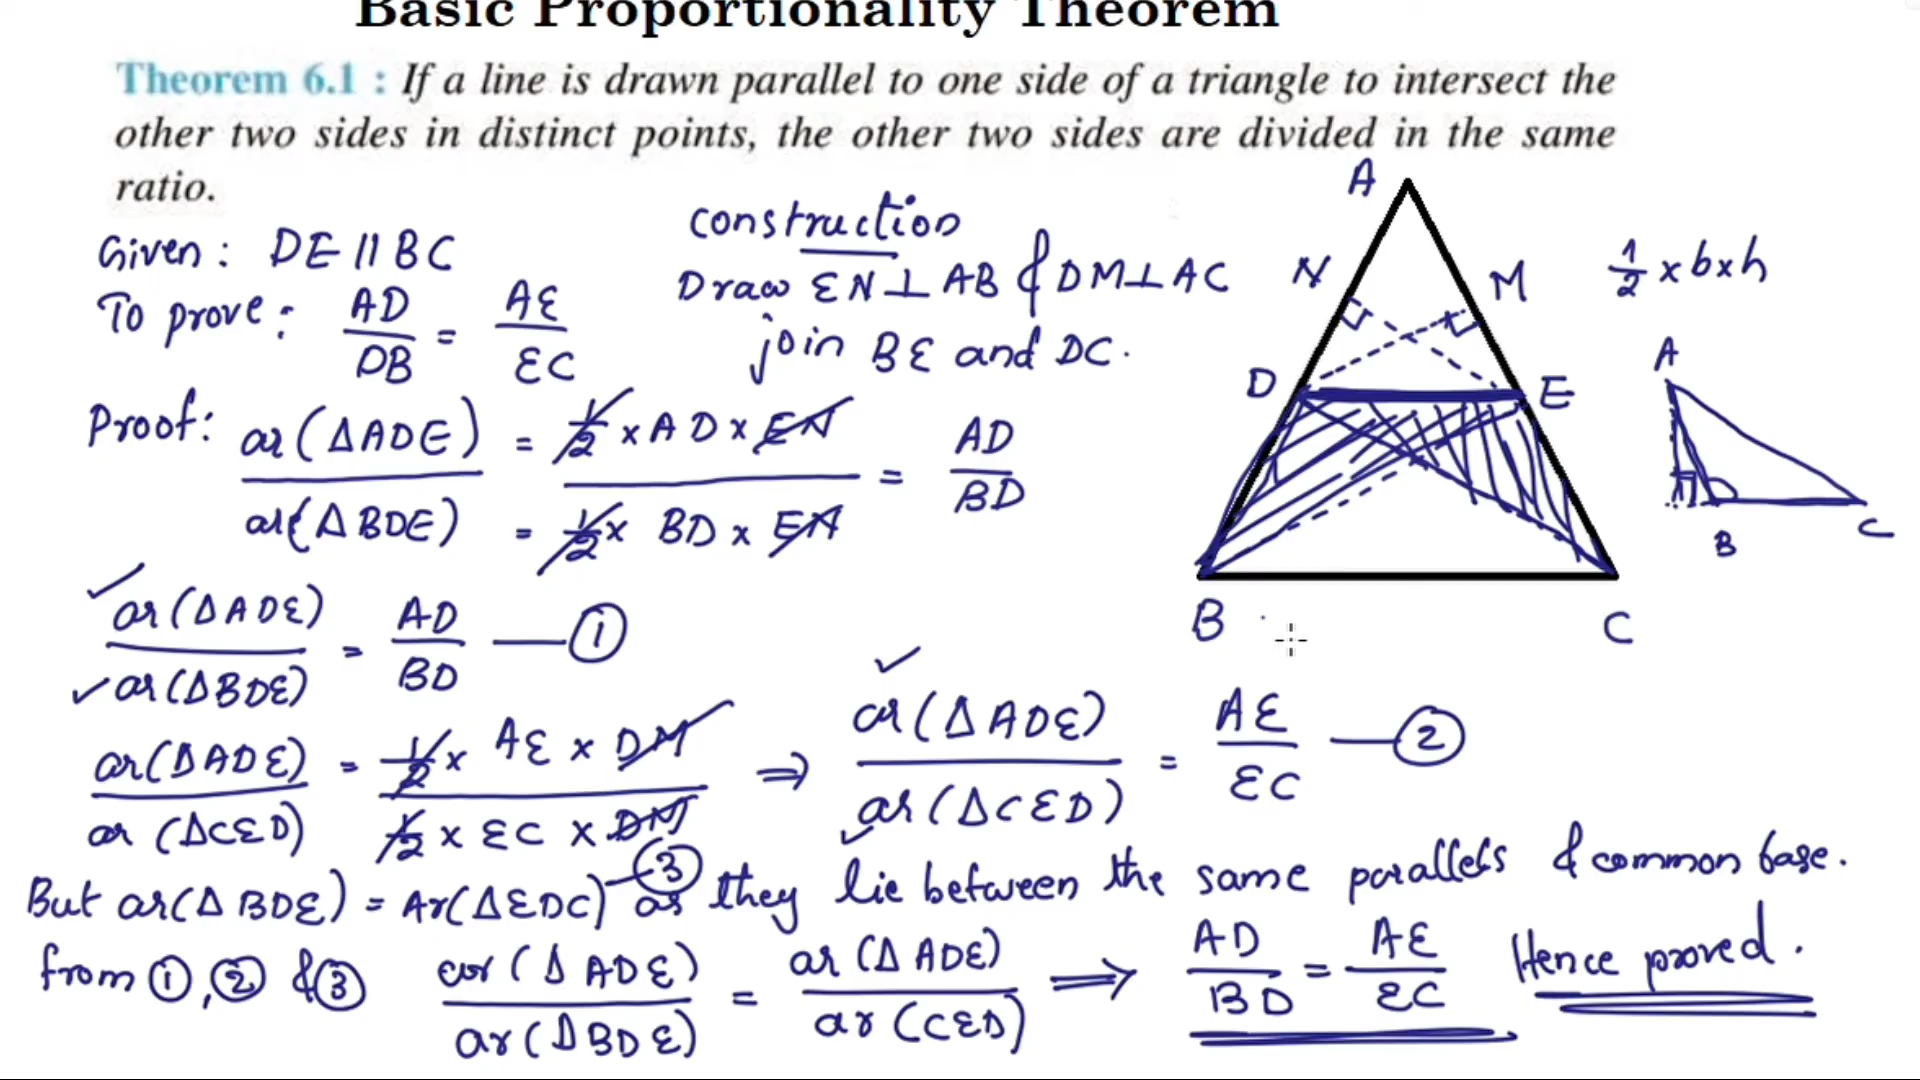 Basic Proportionality Theorem
Theorem 6.1 : If a line is drawn parallel to one side of a triangle to intersect the
other two sides in distinct points, the other two sides are divided in the same
ratio.
Given: DE || BC
To prove: AD/DB = AE/EC
construction
Draw EN⊥AB & DM⊥AC
join BE and DC.
Proof: ar(ΔADE)/ar(ΔBDE) = 1/2 × AD × EN / 1/2 × BD × EN = AD/BD
ar(ΔADE)/ar(ΔBDE) = AD/BD — ①
ar(ΔADE)/ar(ΔCED) = 1/2 × AE × DM / 1/2 × EC × DM ⇒ ar(ΔADE)/ar(ΔCED) = AE/EC — ②
But ar(ΔBDE) = Ar(ΔEDC) — ③ as they lie between the same parallels & common base.
from ①, ② & ③ ar(ΔADE)/ar(ΔBDE) = ar(ΔADE)/ar(CED) ⟹ AD/BD = AE/EC Hence proved.
A
N
M
D
E
B
C
1/2 × b × h
A
B
C